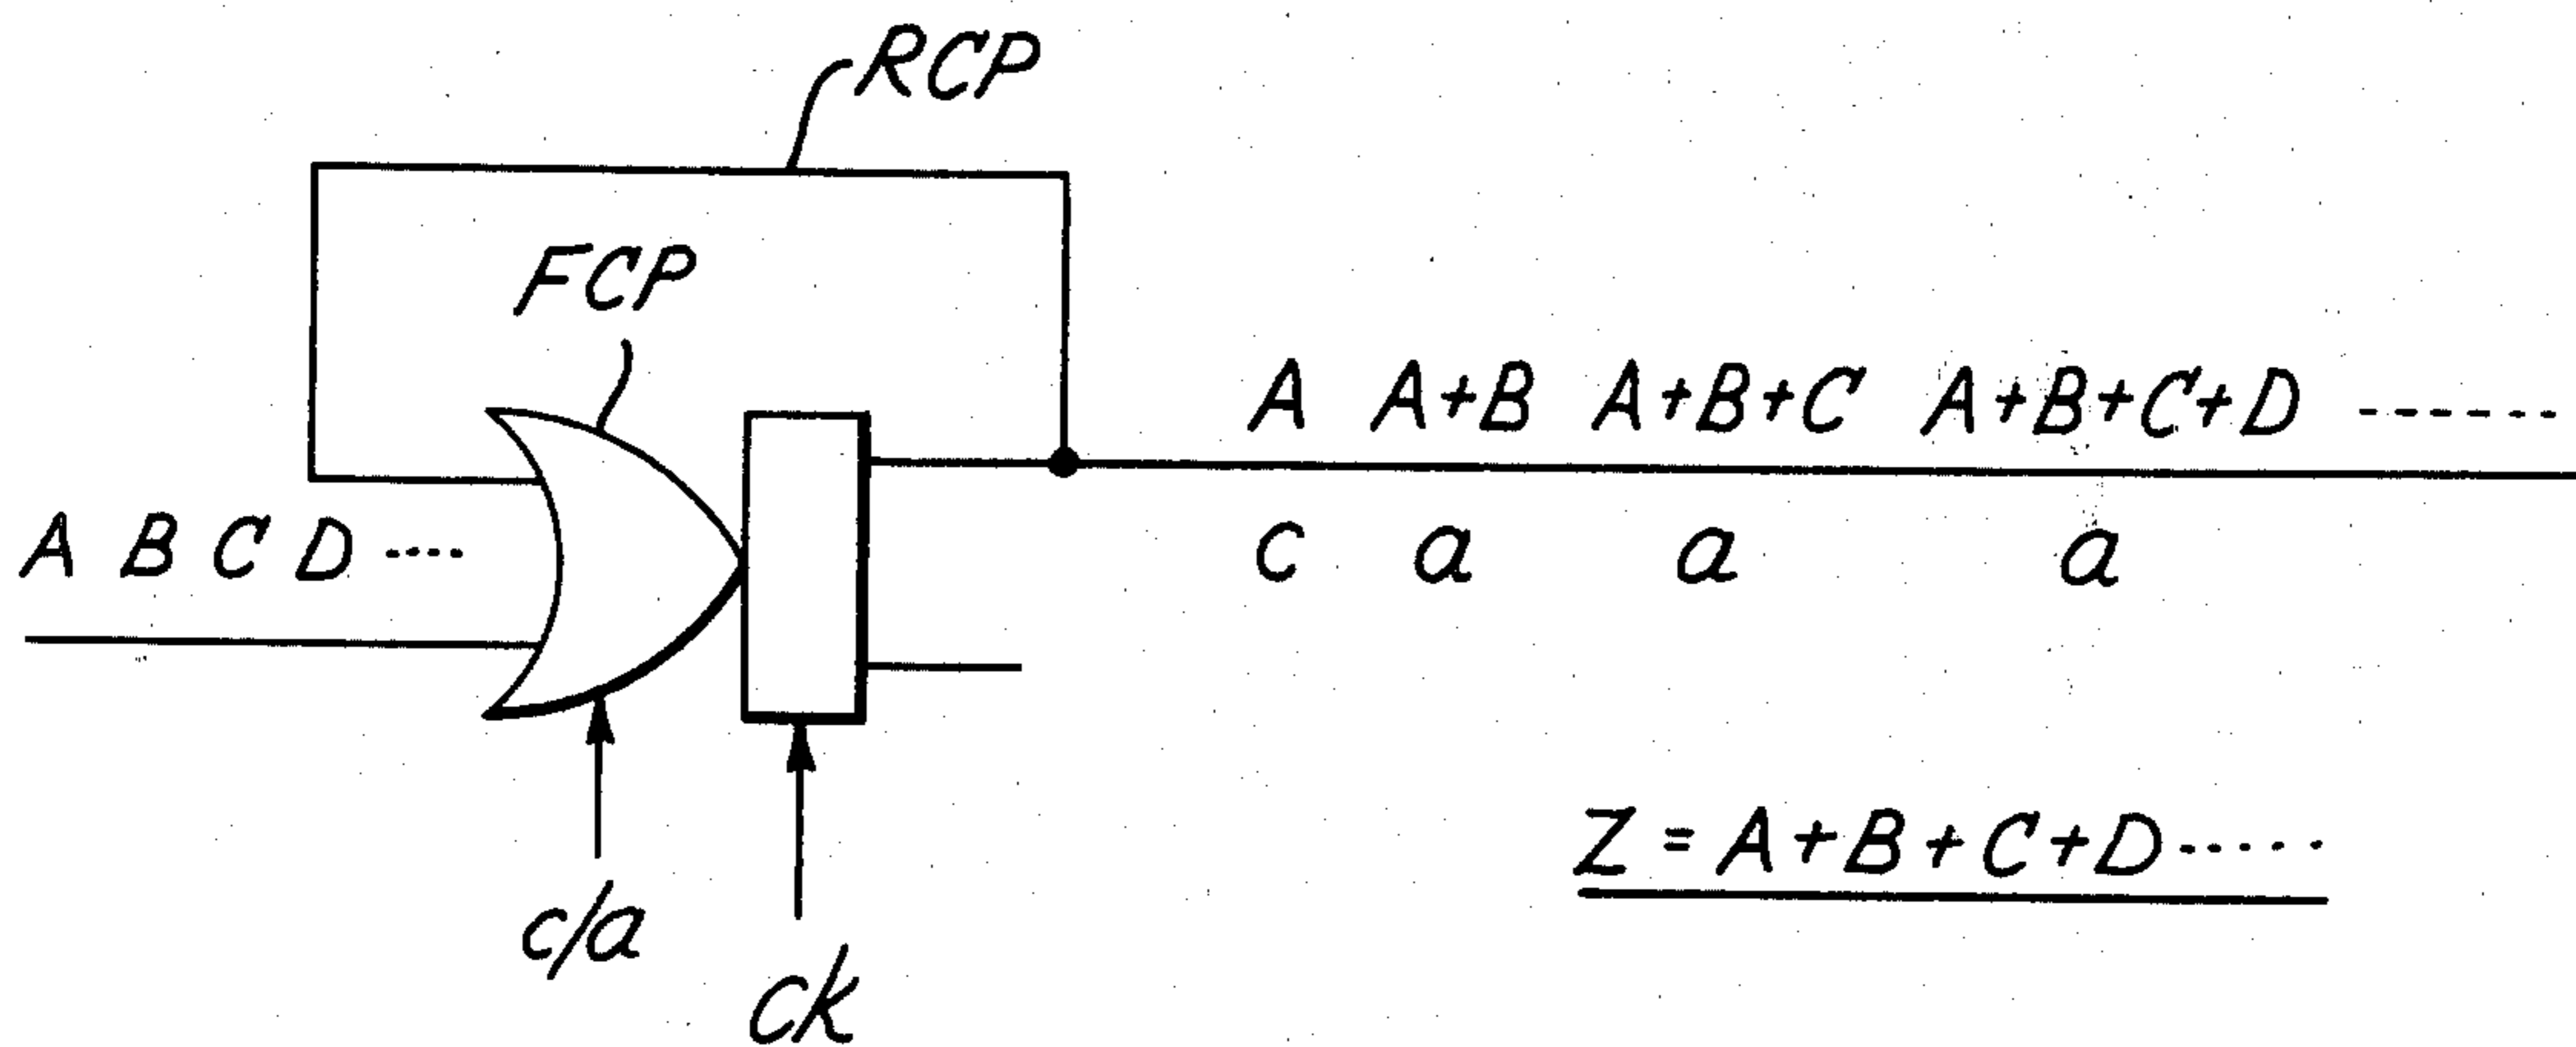 RCP
FCP
A A+B A+B+C A+B+C+D -------
A B C D ....
c a a a
Z = A + B + C + D ......
c/a
ck